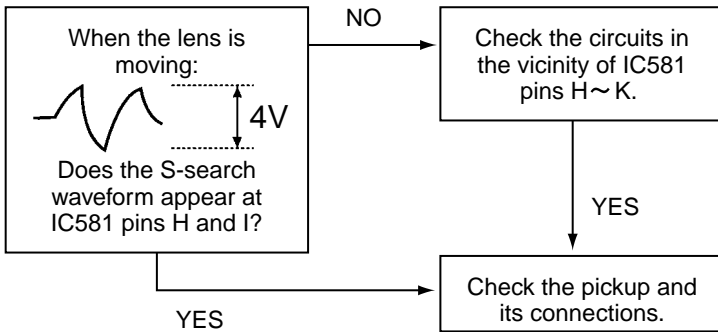 When the lens is
moving:
4V
Does the S-search
waveform appear at
IC581 pins H and I?
NO
Check the circuits in
the vicinity of IC581
pins H~K.
YES
Check the pickup and
its connections.
YES